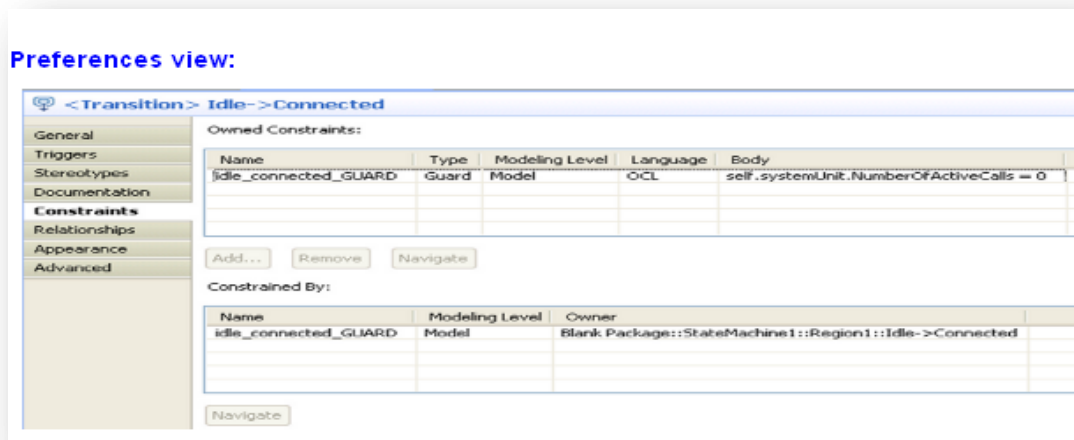 Preferences view:
<Transition> Idle->Connected
General
Triggers
Stereotypes
Documentation
Constraints
Relationships
Appearance
Advanced
Owned Constraints:
Name Type Modeling Level Language Body
idle_connected_GUARD Guard Model OCL self.systemUnit.NumberOfActiveCalls = 0
Add... Remove Navigate
Constrained By:
Name Modeling Level Owner
idle_connected_GUARD Model Blank Package::StateMachine1::Region1::Idle->Connected
Navigate